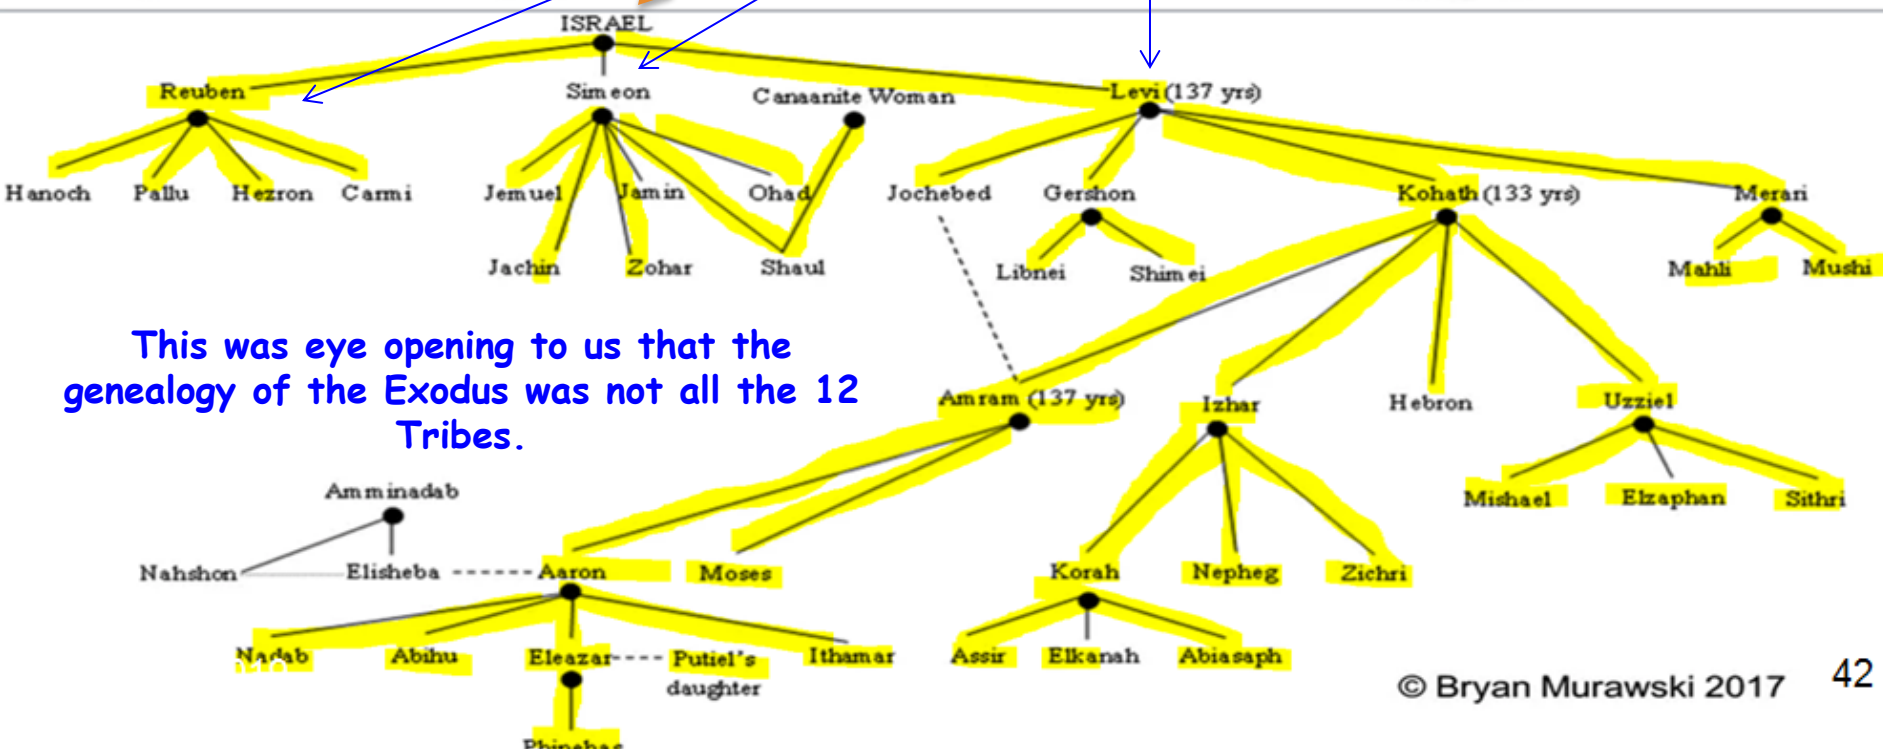 ISRAEL
Reuben
Simeon
Canaanite Woman
Levi (137 yrs)
Hanoch
Pallu
Hezron
Carmi
Jemuel
Jamin
Ohad
Jochebed
Gershon
Kohath (133 yrs)
Merari
Jachin
Zohar
Shaul
Libnei
Shimei
Mahli
Mushi
This was eye opening to us that the
genealogy of the Exodus was not all the 12
Tribes.
Amram (137 yrs)
Izhar
Hebron
Uzziel
Amminadab
Mishael
Elzaphan
Sithri
Nahshon
Elisheba
Aaron
Moses
Korah
Nepheg
Zichri
Nadab
Abihu
Eleazar
Putiel's
daughter
Ithamar
Assir
Elkanah
Abiasaph
© Bryan Murawski 2017
42
Phinehas